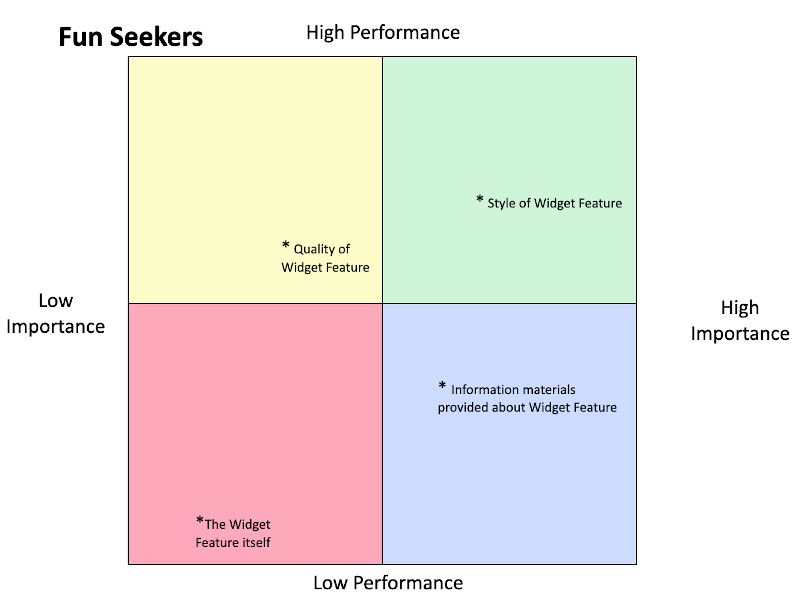 Fun Seekers
High Performance
* Style of Widget Feature
* Quality of
Widget Feature
Low
Importance
High
Importance
* Information materials
provided about Widget Feature
*The Widget
Feature itself
Low Performance